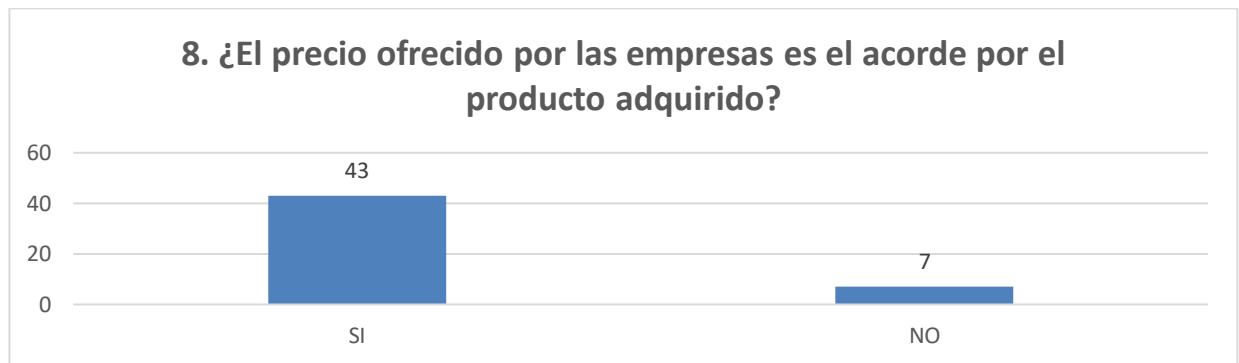 8. ¿El precio ofrecido por las empresas es el acorde por el
producto adquirido?
60
43
40
20
7
0
SI
NO